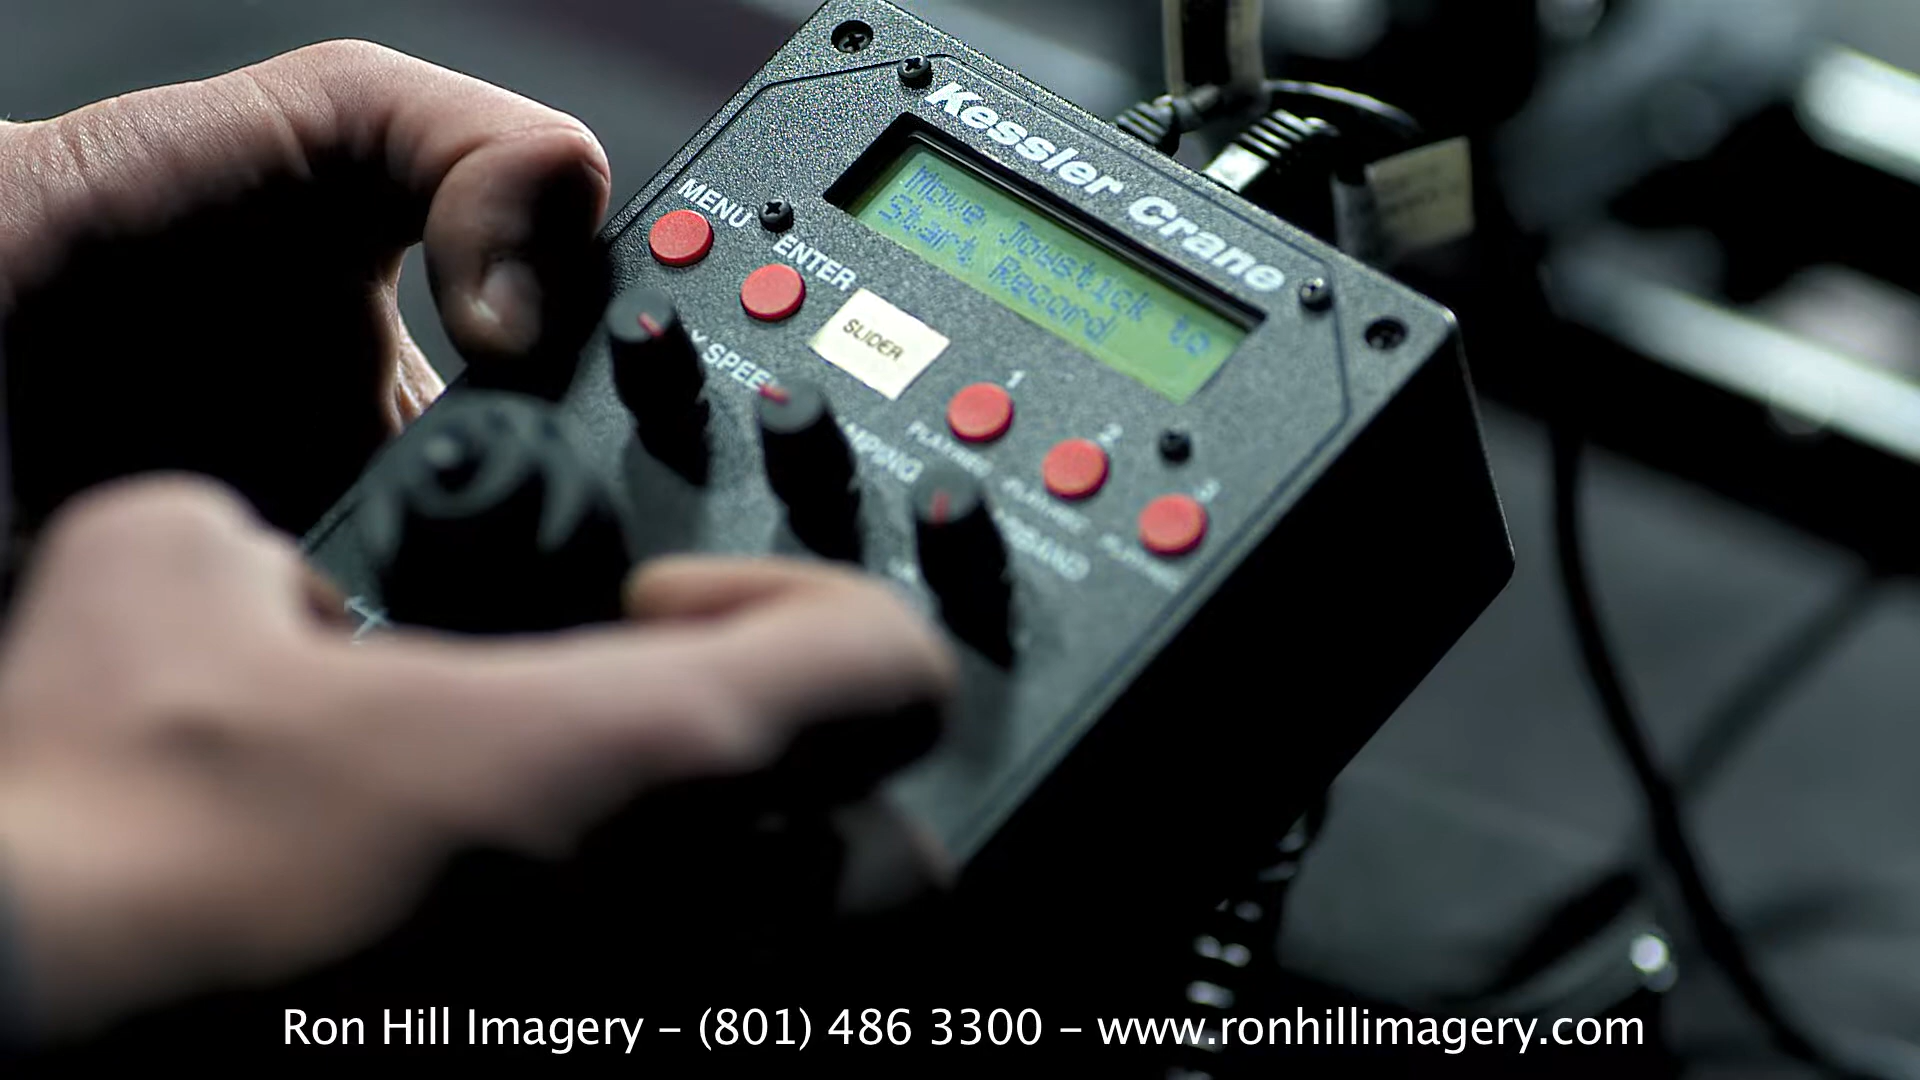 Kessler Crane
Move Joystick to
Start Record
MENU
ENTER
SLIDER
SPEED
1
2
3
Ron Hill Imagery – (801) 486 3300 – www.ronhillimagery.com